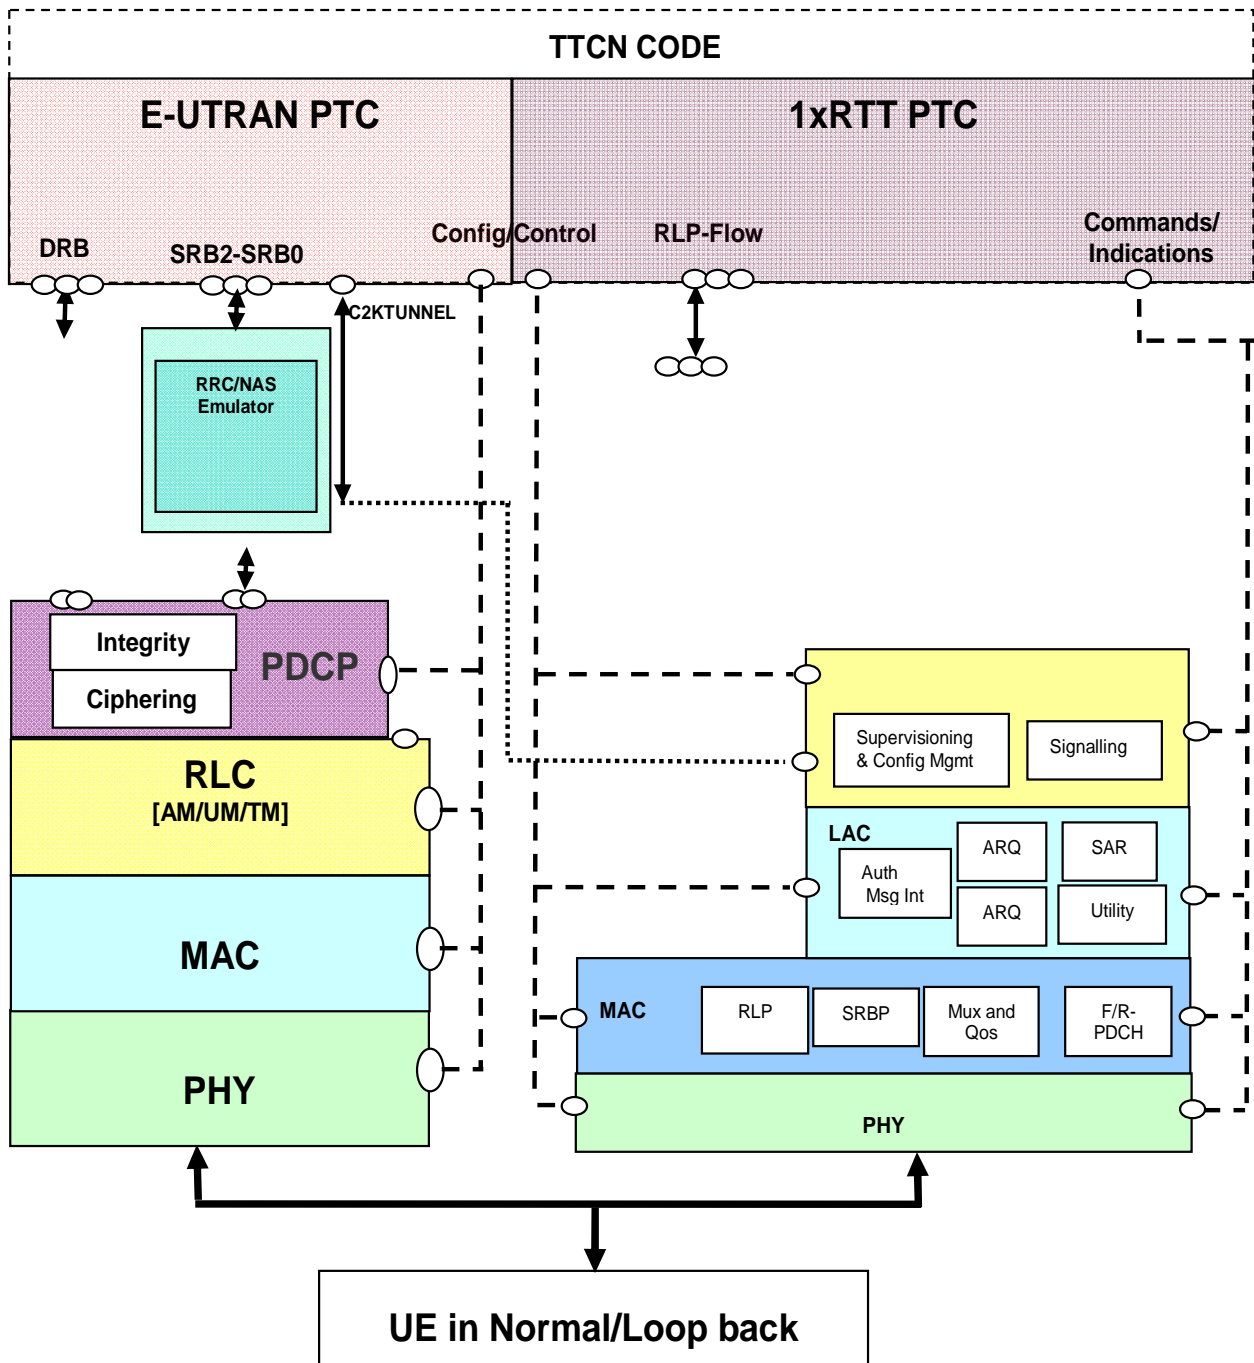 TTCN CODE
E-UTRAN PTC
1xRTT PTC
DRB
SRB2-SRB0
Config/Control
RLP-Flow
Commands/
Indications
C2KTUNNEL
RRC/NAS
Emulator
Integrity
Ciphering
PDCP
RLC
[AM/UM/TM]
MAC
PHY
Supervisioning
& Config Mgmt
Signalling
LAC
Auth
Msg Int
ARQ
SAR
ARQ
Utility
MAC
RLP
SRBP
Mux and
Qos
F/R-
PDCH
PHY
UE in Normal/Loop back